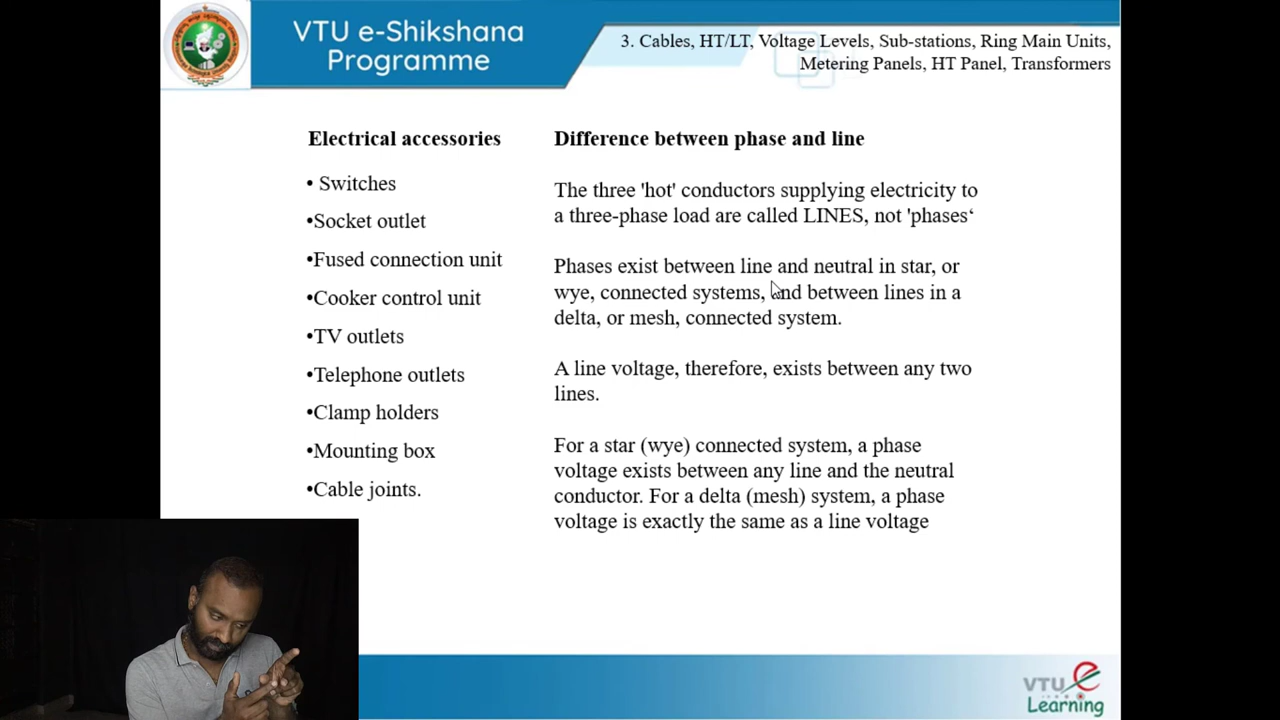 VTU e-Shikshana
Programme
3. Cables, HT/LT, Voltage Levels, Sub-stations, Ring Main Units,
Metering Panels, HT Panel, Transformers
Electrical accessories
• Switches
•Socket outlet
•Fused connection unit
•Cooker control unit
•TV outlets
•Telephone outlets
•Clamp holders
•Mounting box
•Cable joints.
Difference between phase and line
The three 'hot' conductors supplying electricity to
a three-phase load are called LINES, not 'phases‘
Phases exist between line and neutral in star, or
wye, connected systems, and between lines in a
delta, or mesh, connected system.
A line voltage, therefore, exists between any two
lines.
For a star (wye) connected system, a phase
voltage exists between any line and the neutral
conductor. For a delta (mesh) system, a phase
voltage is exactly the same as a line voltage
VTU e
Learning